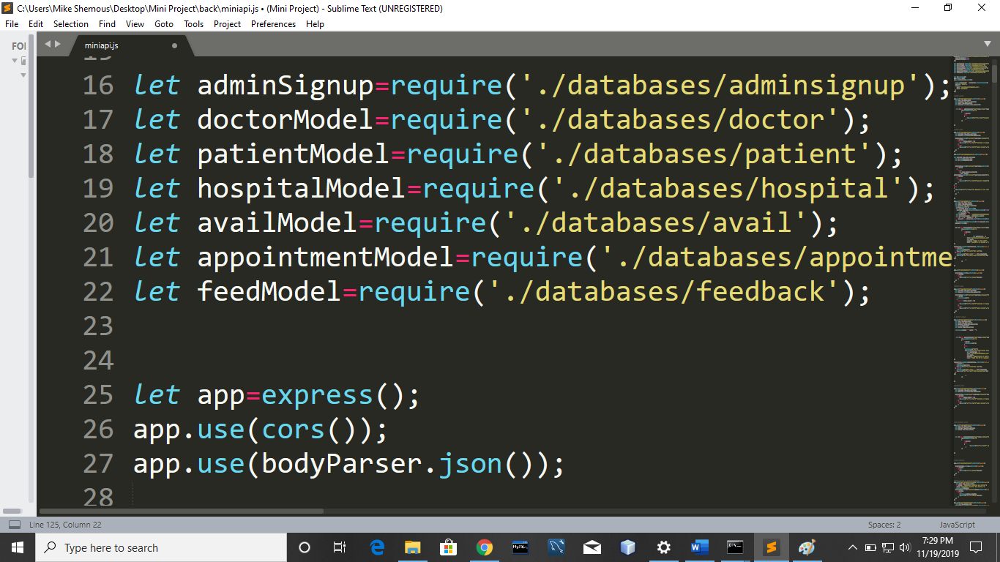 C:\Users\Mike Shemous\Desktop\Mini Project\back\miniapi.js • (Mini Project) - Sublime Text (UNREGISTERED)
File Edit Selection Find View Goto Tools Project Preferences Help
miniapi.js
16 let adminSignup=require('./databases/adminsignup');
17 let doctorModel=require('./databases/doctor');
18 let patientModel=require('./databases/patient');
19 let hospitalModel=require('./databases/hospital');
20 let availModel=require('./databases/avail');
21 let appointmentModel=require('./databases/appointme
22 let feedModel=require('./databases/feedback');
23
24
25 let app=express();
26 app.use(cors());
27 app.use(bodyParser.json());
28
Line 125, Column 22 Spaces: 2 JavaScript
Type here to search
7:29 PM
11/19/2019